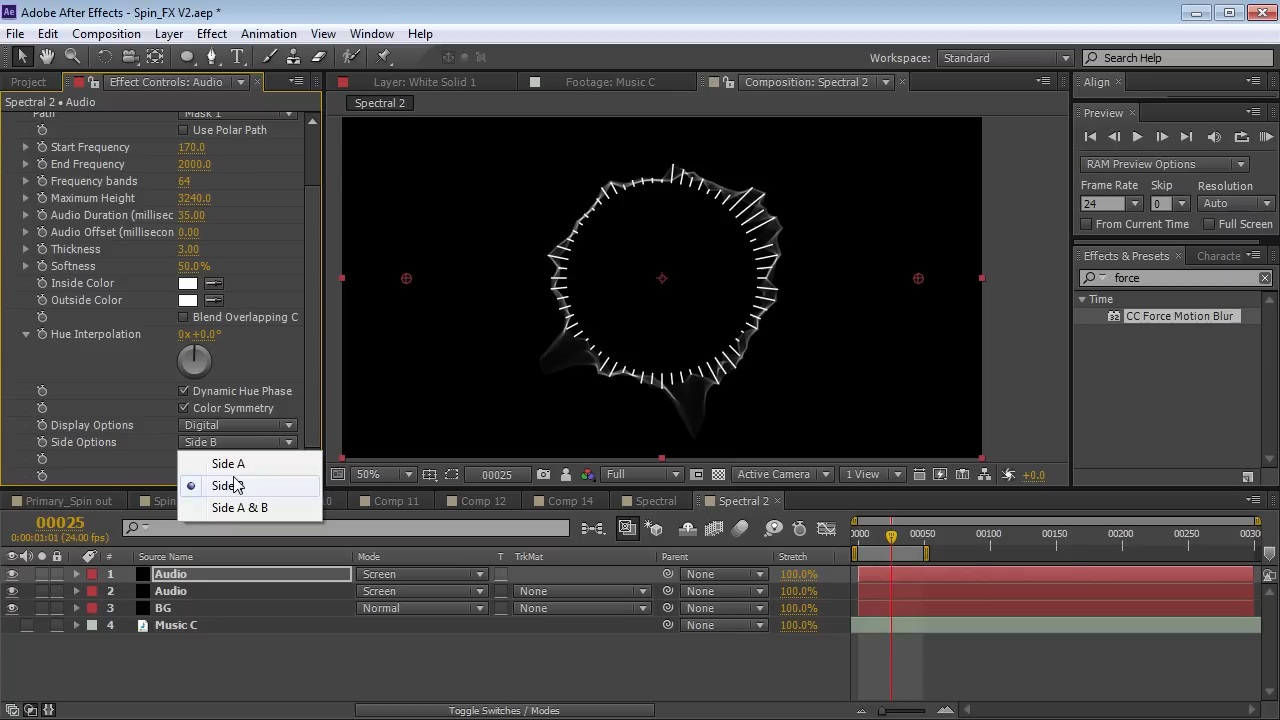 Adobe After Effects - Spin_FX V2.aep *
File Edit Composition Layer Effect Animation View Window Help
Workspace: Standard Search Help
Project Effect Controls: Audio Layer: White Solid 1 Footage: Music C Composition: Spectral 2 Align
Spectral 2 • Audio
Spectral 2
Path Mask 1
Use Polar Path
Start Frequency 170.0
End Frequency 2000.0
Frequency bands 64
Maximum Height 3240.0
Audio Duration (millisec 35.00
Audio Offset (millisecon 0.00
Thickness 3.00
Softness 50.0%
Inside Color
Outside Color
Blend Overlapping C
Hue Interpolation 0x+0.0°
Dynamic Hue Phase
Color Symmetry
Display Options Digital
Side Options Side B
Side A
Side
Side A & B
Preview
RAM Preview Options
Frame Rate Skip Resolution
24 0 Auto
From Current Time Full Screen
Effects & Presets Characte
force
Time
32 CC Force Motion Blur
50% 00025 Full Active Camera 1 View +0.0
Primary_Spin out Spin .0 Comp 11 Comp 12 Comp 14 Spectral Spectral 2
00025
0:00:01:01 (24.00 fps)
0000 00050 00100 00150 00200 00250 0030
# Source Name Mode T TrkMat Parent Stretch
1 Audio Screen None 100.0%
2 Audio Screen None None 100.0%
3 BG Normal None None 100.0%
4 Music C None 100.0%
Toggle Switches / Modes